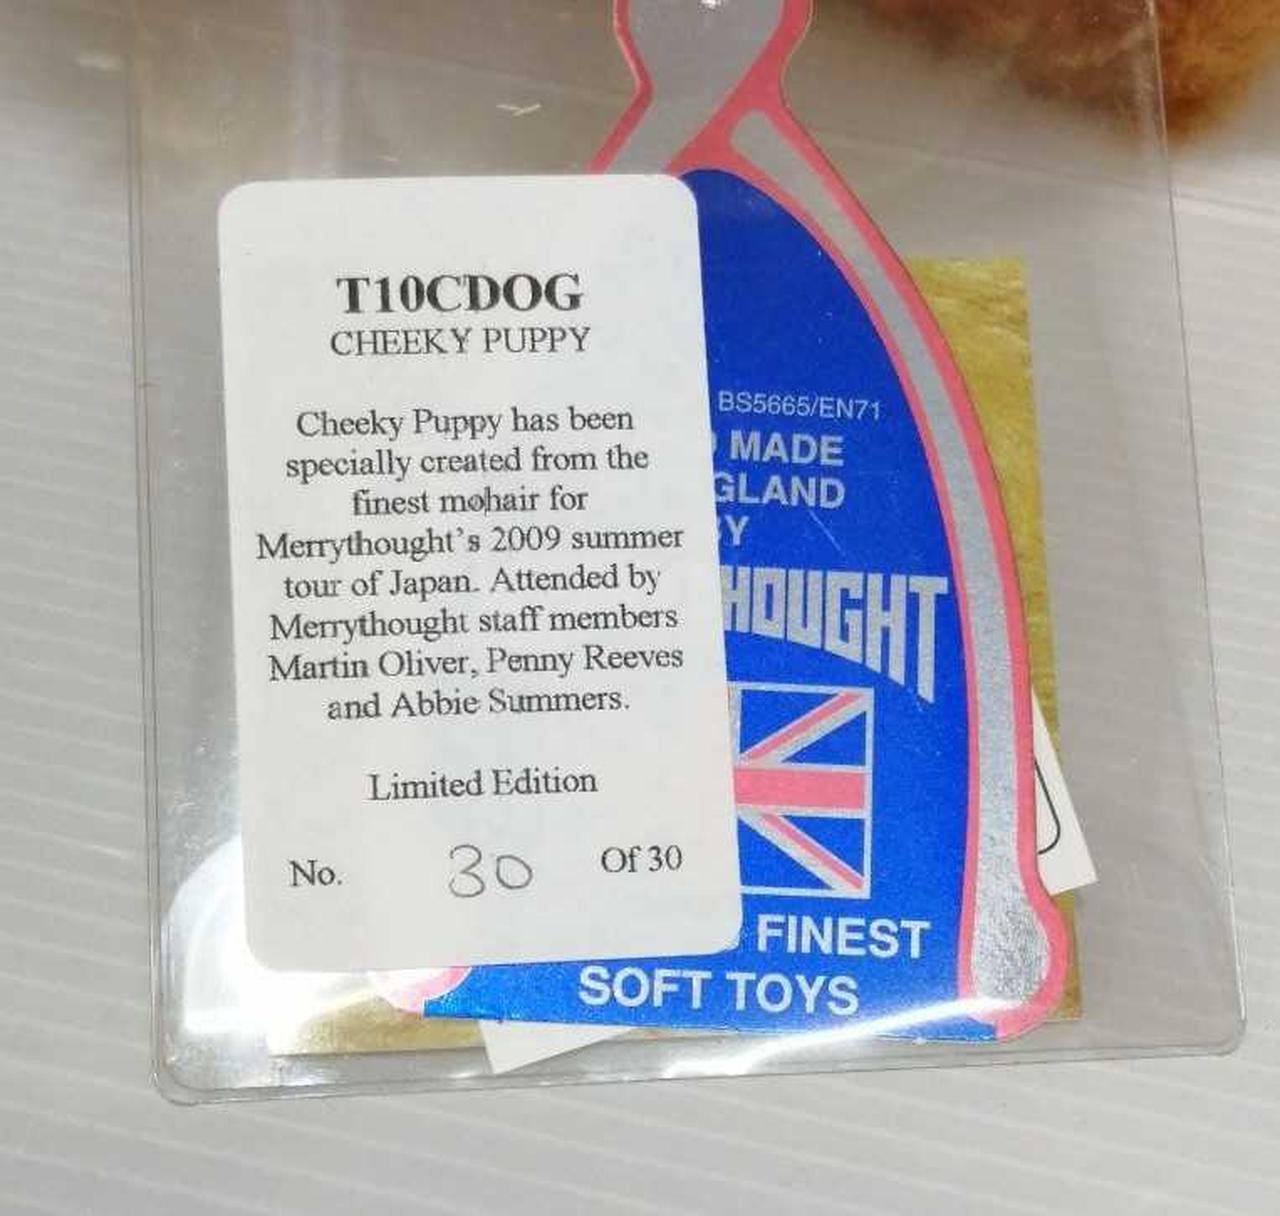 T10CDOG
CHEEKY PUPPY
Cheeky Puppy has been
specially created from the
finest mohair for
Merrythought's 2009 summer
tour of Japan. Attended by
Merrythought staff members
Martin Oliver, Penny Reeves
and Abbie Summers.
Limited Edition
No. 30 Of 30
BS5665/EN71
MADE
GLAND
Y
HOUGHT
FINEST
SOFT TOYS